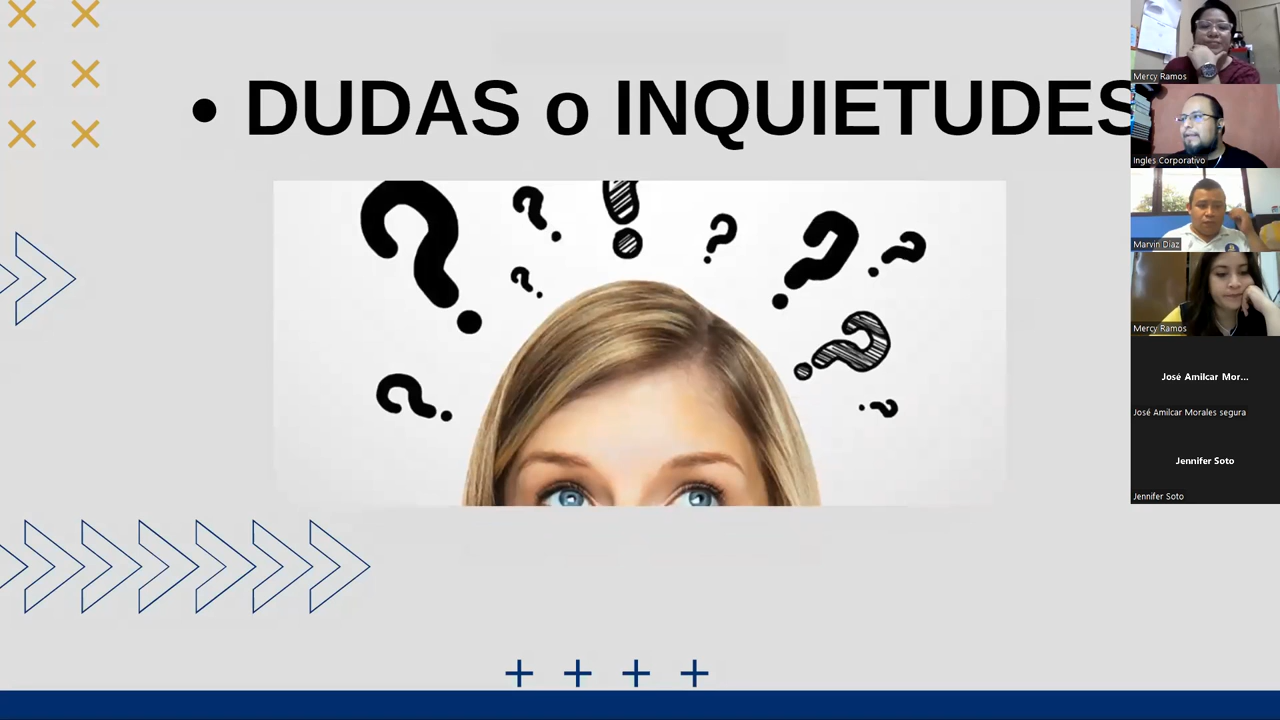 • DUDAS o INQUIETUDES
Mercy Ramos
Ingles Corporativo
Marvin Diaz
Mercy Ramos
José Amilcar Mor...
José Amilcar Morales segura
Jennifer Soto
Jennifer Soto